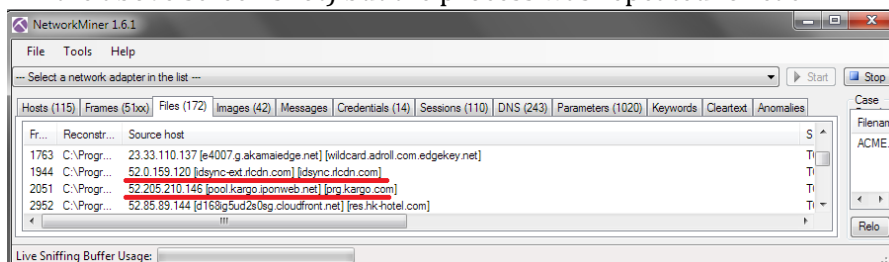 NetworkMiner 1.6.1
File Tools Help
--- Select a network adapter in the list ---
Start
Stop
Hosts (115) Frames (51xx) Files (172) Images (42) Messages Credentials (14) Sessions (110) DNS (243) Parameters (1020) Keywords Cleartext Anomalies
Case
Fr... Reconstr... Source host S
Filenam
1763 C:\Progr... 23.33.110.137 [e4007.g.akamaiedge.net] [wildcard.adroll.com.edgekey.net]
ACME.
1944 C:\Progr... 52.0.159.120 [idsync-ext.rlcdn.com] [idsync.rlcdn.com]
2051 C:\Progr... 52.205.210.146 [pool.kargo.iponweb.net] [prg.kargo.com]
2952 C:\Progr... 52.85.89.144 [d168ig5ud2s0sg.cloudfront.net] [res.hk-hotel.com]
Relo
Live Sniffing Buffer Usage: